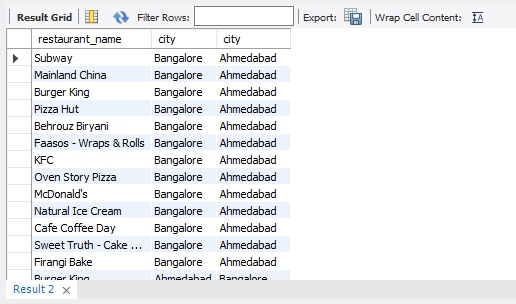 Result Grid Filter Rows: Export: Wrap Cell Content:
restaurant_name city city
Subway Bangalore Ahmedabad
Mainland China Bangalore Ahmedabad
Burger King Bangalore Ahmedabad
Pizza Hut Bangalore Ahmedabad
Behrouz Biryani Bangalore Ahmedabad
Faasos - Wraps & Rolls Bangalore Ahmedabad
KFC Bangalore Ahmedabad
Oven Story Pizza Bangalore Ahmedabad
McDonald's Bangalore Ahmedabad
Natural Ice Cream Bangalore Ahmedabad
Cafe Coffee Day Bangalore Ahmedabad
Sweet Truth - Cake ... Bangalore Ahmedabad
Firangi Bake Bangalore Ahmedabad
Burger King Ahmedabad Bangalore
Result 2